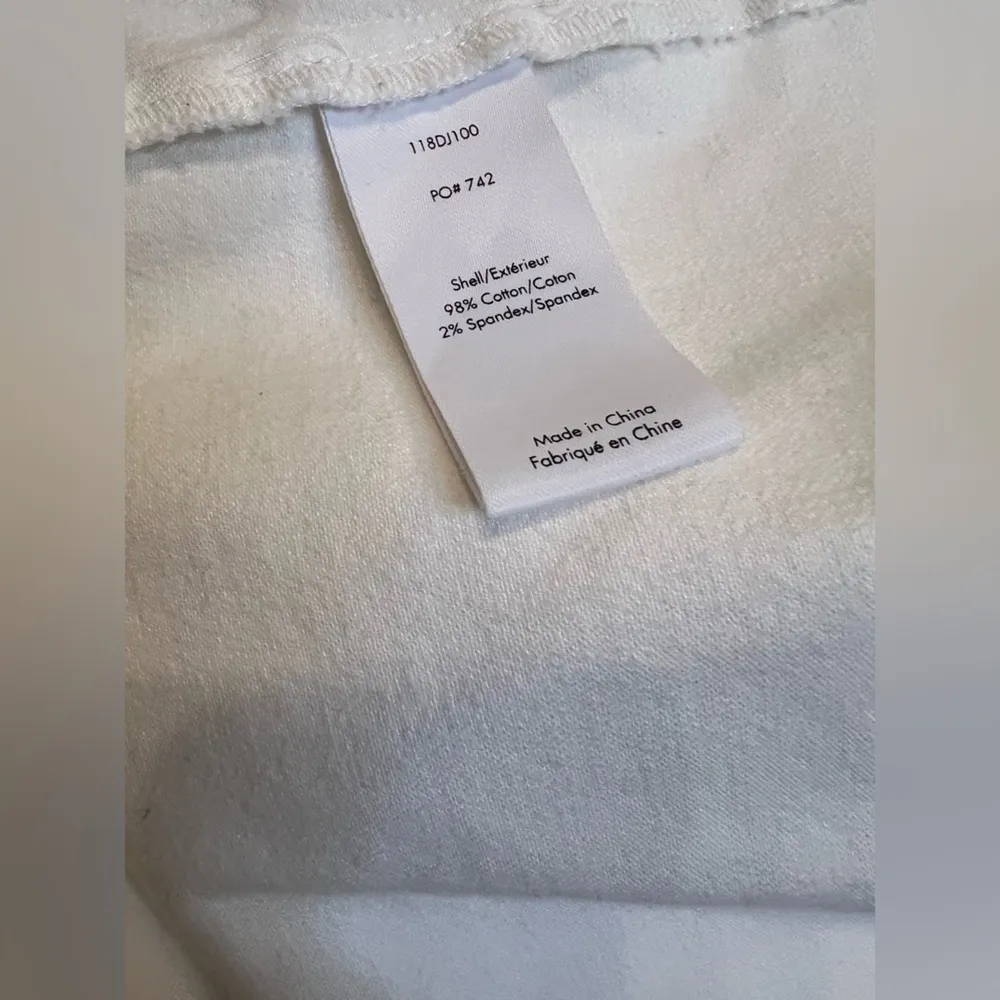 118DJ100
PO# 742
Shell/Extérieur
98% Cotton/Coton
2% Spandex/Spandex
Made in China
Fabriqué en Chine